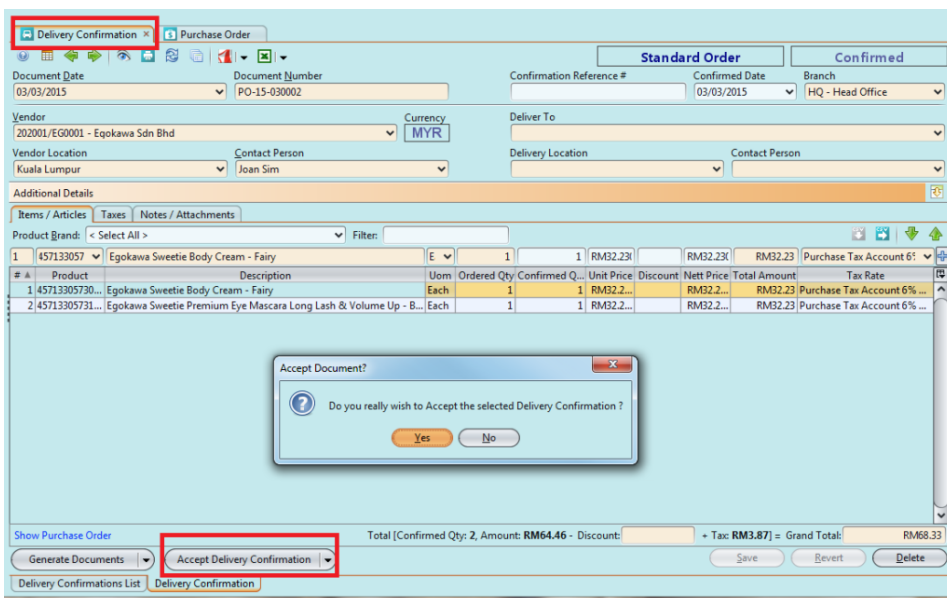 Delivery Confirmation × Purchase Order
Standard Order Confirmed
Document Date Document Number Confirmation Reference # Confirmed Date Branch
03/03/2015 PO-15-030002 03/03/2015 HQ - Head Office
Vendor Currency Deliver To
202001/EG0001 - Egokawa Sdn Bhd MYR
Vendor Location Contact Person Delivery Location Contact Person
Kuala Lumpur Joan Sim
Additional Details
Items / Articles Taxes Notes / Attachments
Product Brand: < Select All > Filter:
1 457133057 Egokawa Sweetie Body Cream - Fairy E 1 1 RM32.23( RM32.23( RM32.23 Purchase Tax Account 6%
# Product Description Uom Ordered Qty Confirmed Q... Unit Price Discount Nett Price Total Amount Tax Rate
1 45713305730... Egokawa Sweetie Body Cream - Fairy Each 1 1 RM32.2... RM32.2... RM32.23 Purchase Tax Account 6% ...
2 45713305731... Egokawa Sweetie Premium Eye Mascara Long Lash & Volume Up - B... Each 1 1 RM32.2... RM32.2... RM32.23 Purchase Tax Account 6% ...
Accept Document?
Do you really wish to Accept the selected Delivery Confirmation ?
Yes No
Show Purchase Order Total [Confirmed Qty: 2, Amount: RM64.46 - Discount: + Tax: RM3.87] = Grand Total: RM68.33
Generate Documents Accept Delivery Confirmation Save Revert Delete
Delivery Confirmations List Delivery Confirmation